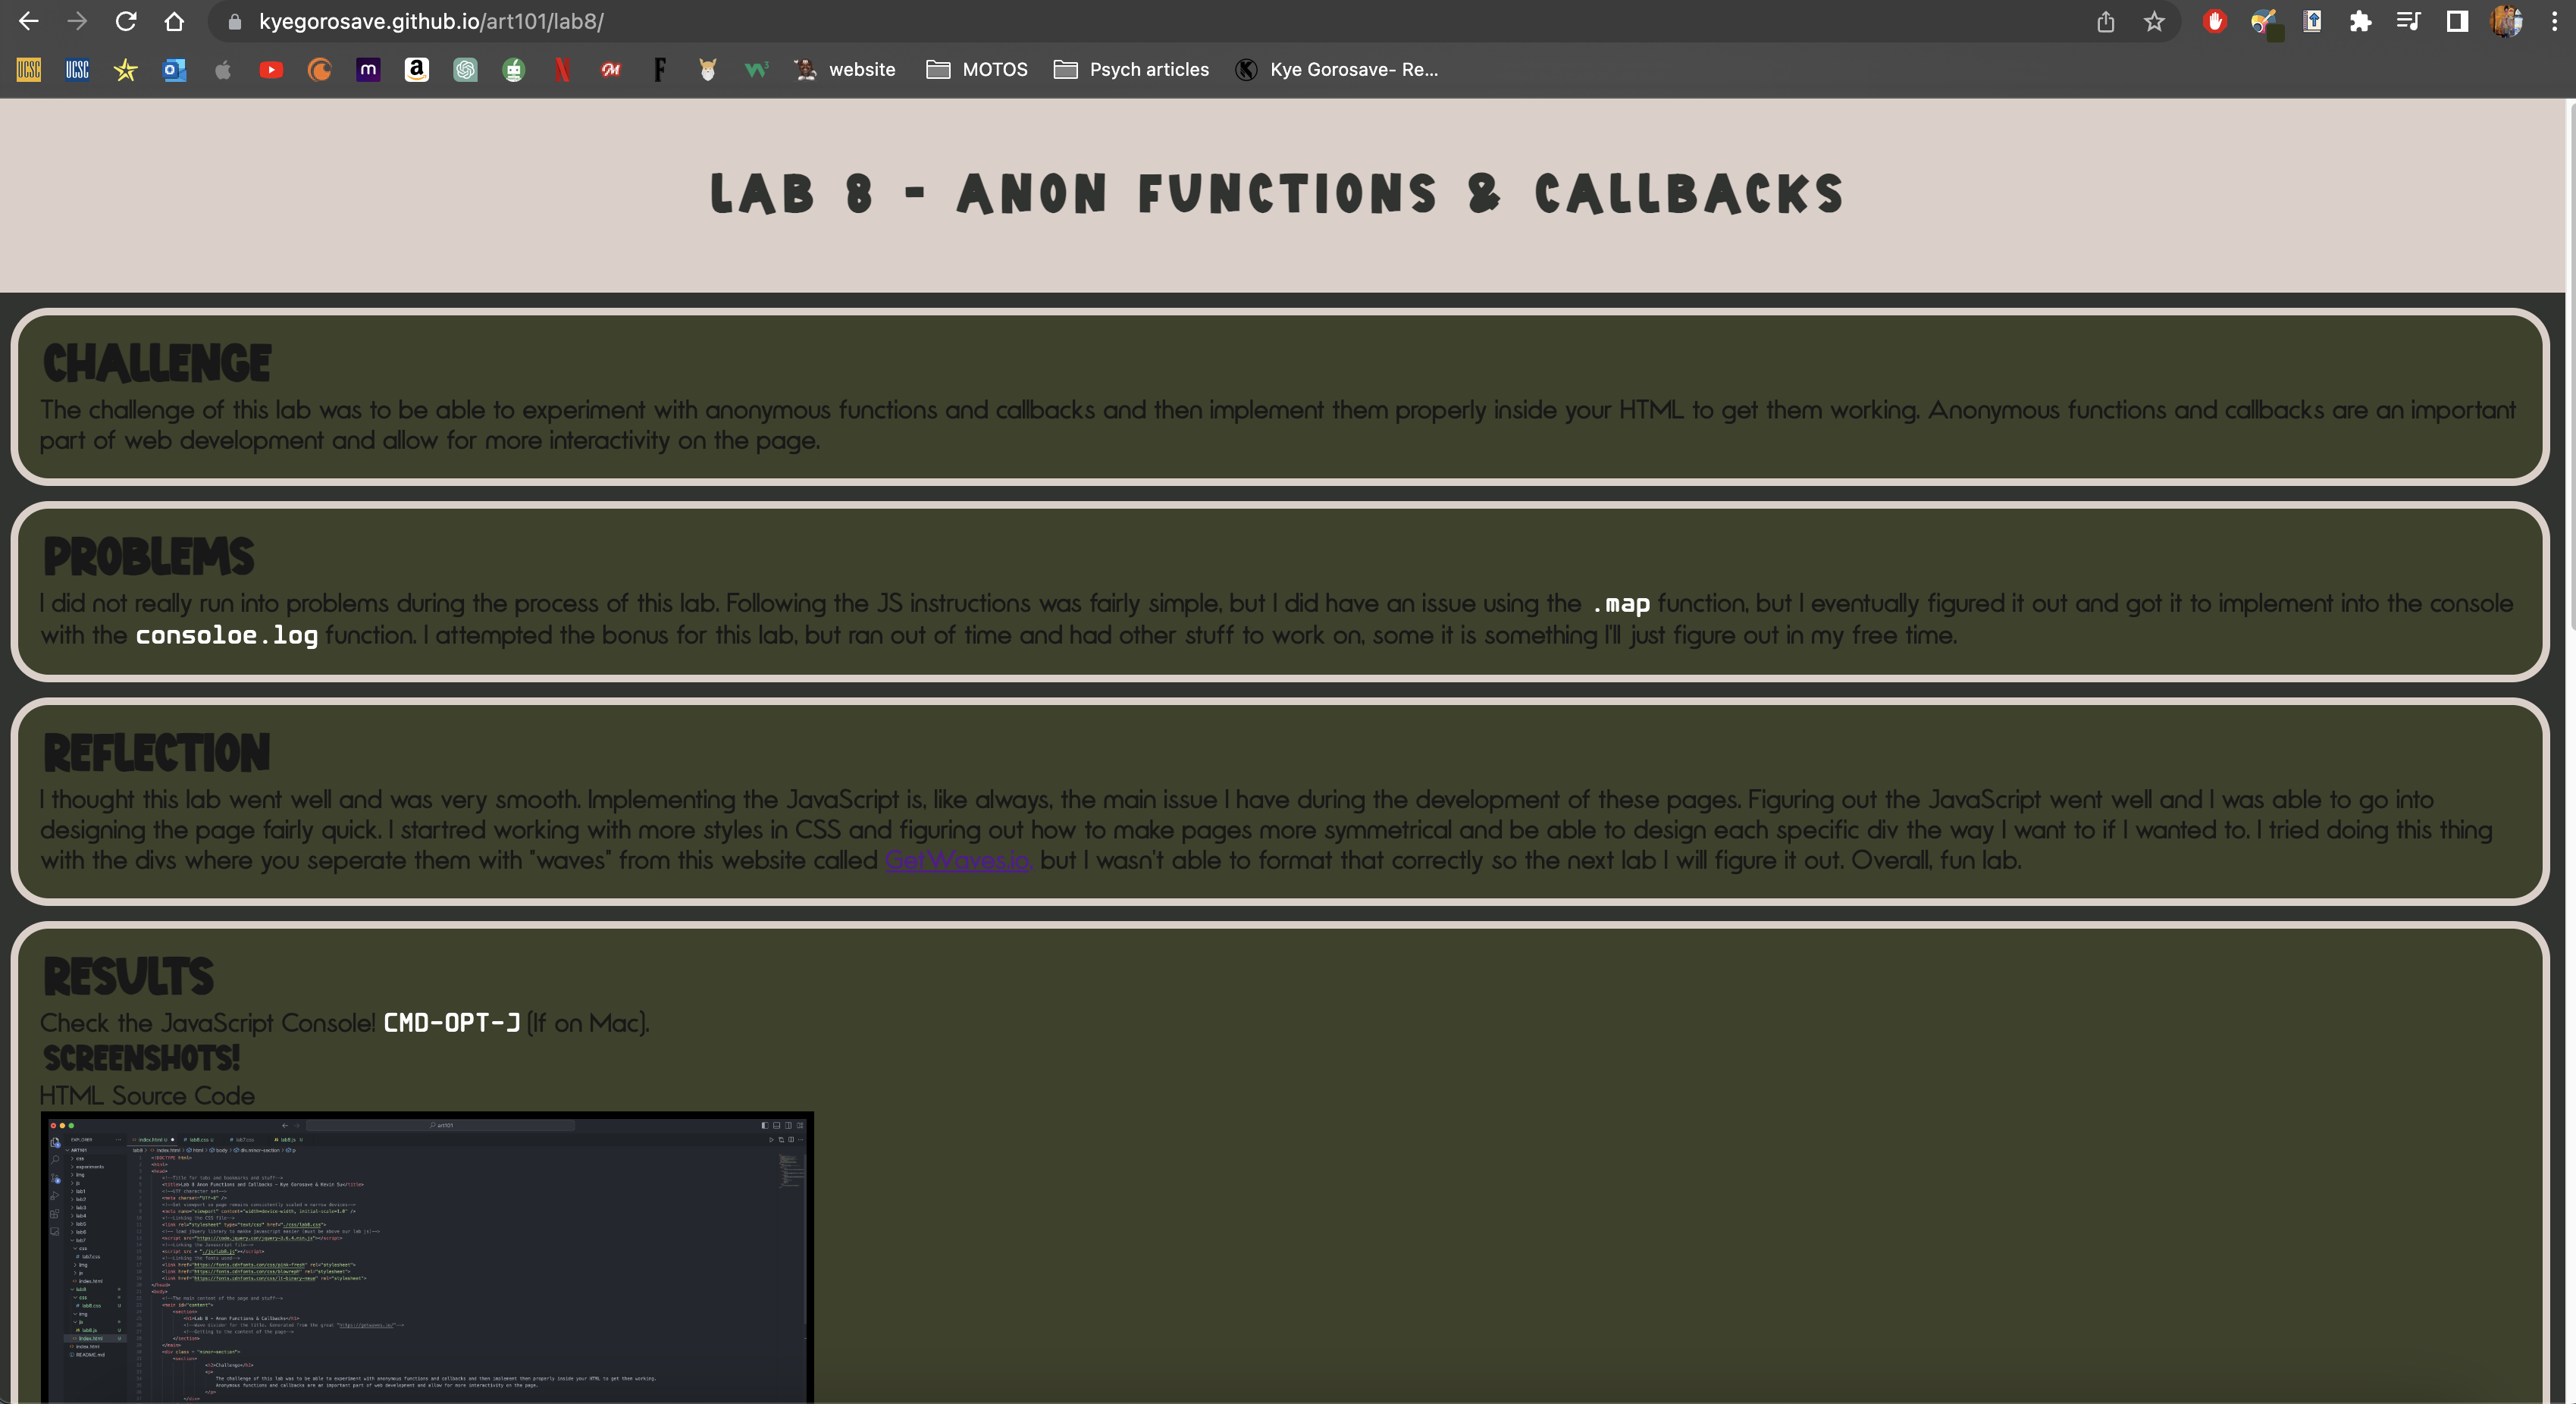 kyegorosave.github.io/art101/lab8/
UCSC UCSC website MOTOS Psych articles Kye Gorosave- Re...
LAB 8 - ANON FUNCTIONS & CALLBACKS
CHALLENGE
The challenge of this lab was to be able to experiment with anonymous functions and callbacks and then implement them properly inside your HTML to get them working. Anonymous functions and callbacks are an important
part of web development and allow for more interactivity on the page.
PROBLEMS
I did not really run into problems during the process of this lab. Following the JS instructions was fairly simple, but I did have an issue using the .map function, but I eventually figured it out and got it to implement into the console
with the consoloe.log function. I attempted the bonus for this lab, but ran out of time and had other stuff to work on, some it is something I'll just figure out in my free time.
REFLECTION
I thought this lab went well and was very smooth. Implementing the JavaScript is, like always, the main issue I have during the development of these pages. Figuring out the JavaScript went well and I was able to go into
designing the page fairly quick. I startred working with more styles in CSS and figuring out how to make pages more symmetrical and be able to design each specific div the way I want to if I wanted to. I tried doing this thing
with the divs where you seperate them with "waves" from this website called GetWaves.io, but I wasn't able to format that correctly so the next lab I will figure it out. Overall, fun lab.
RESULTS
Check the JavaScript Console! CMD-OPT-J (If on Mac).
SCREENSHOTS!
HTML Source Code